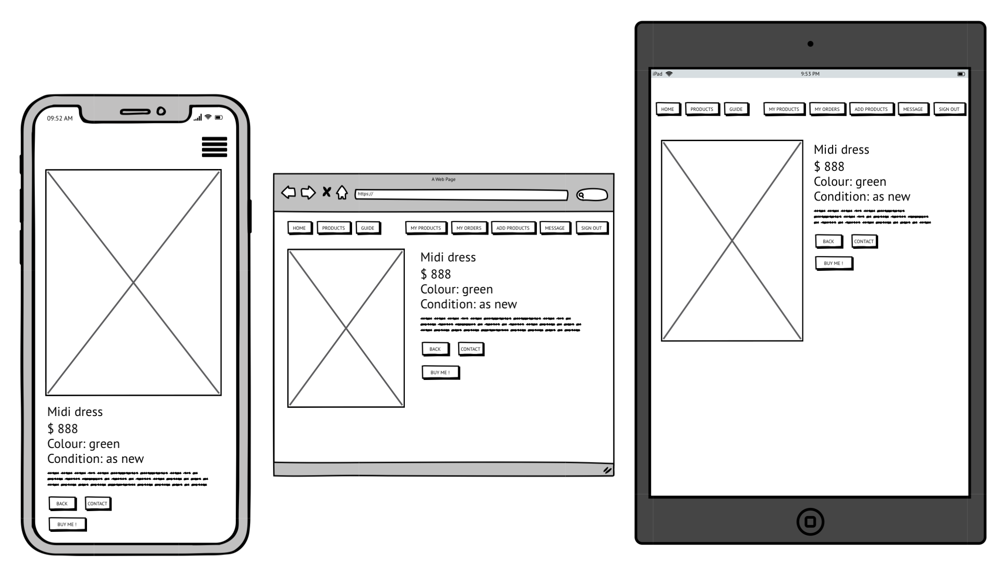 09:52 AM
Midi dress
$ 888
Colour: green
Condition: as new
BACK CONTACT
BUY ME !
A Web Page
https://
HOME PRODUCTS GUIDE MY PRODUCTS MY ORDERS ADD PRODUCTS MESSAGE SIGN OUT
Midi dress
$ 888
Colour: green
Condition: as new
BACK CONTACT
BUY ME !
iPad 9:53 PM
HOME PRODUCTS GUIDE MY PRODUCTS MY ORDERS ADD PRODUCTS MESSAGE SIGN OUT
Midi dress
$ 888
Colour: green
Condition: as new
BACK CONTACT
BUY ME !